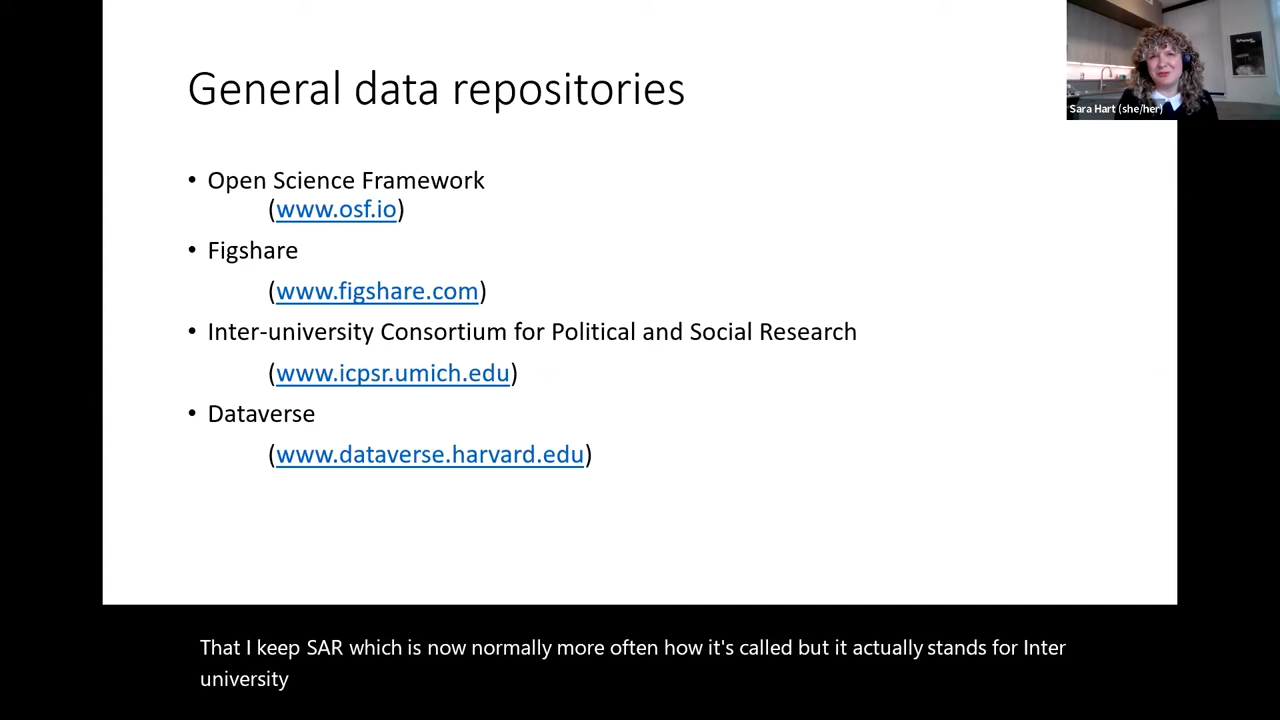 General data repositories
• Open Science Framework
(www.osf.io)
• Figshare
(www.figshare.com)
• Inter-university Consortium for Political and Social Research
(www.icpsr.umich.edu)
• Dataverse
(www.dataverse.harvard.edu)
Sara Hart (she/her)
That I keep SAR which is now normally more often how it's called but it actually stands for Inter
university